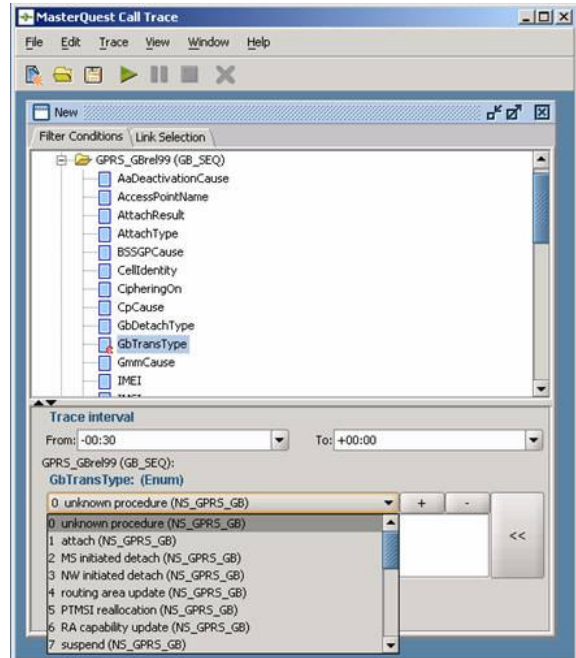 MasterQuest Call Trace
File Edit Trace View Window Help
New
Filter Conditions Link Selection
GPRS_GBrel99 (GB_SEQ)
AaDeactivationCause
AccessPointName
AttachResult
AttachType
BSSGPCause
CellIdentity
CipheringOn
CpCause
GbDetachType
GbTransType
GmmCause
IMEI
Trace interval
From: -00:30 To: +00:00
GPRS_GBrel99 (GB_SEQ):
GbTransType: (Enum)
0 unknown procedure (NS_GPRS_GB) + -
0 unknown procedure (NS_GPRS_GB)
1 attach (NS_GPRS_GB)
<<
2 MS initiated detach (NS_GPRS_GB)
3 NW initiated detach (NS_GPRS_GB)
4 routing area update (NS_GPRS_GB)
5 PTMSI reallocation (NS_GPRS_GB)
6 RA capability update (NS_GPRS_GB)
7 suspend (NS_GPRS_GB)